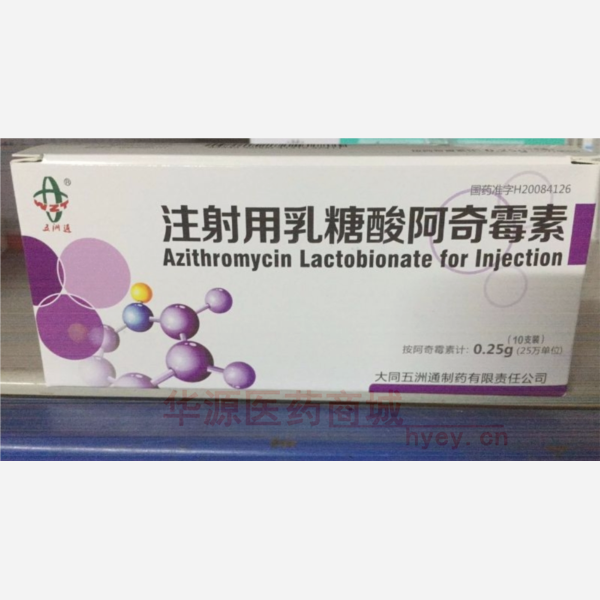 国药准字H20084126
®
WZT
五洲通
注射用乳糖酸阿奇霉素
Azithromycin Lactobionate for Injection
(10支装)
按阿奇霉素计: 0.25g (25万单位)
大同五洲通制药有限责任公司
华源医药商城
hyey.cn